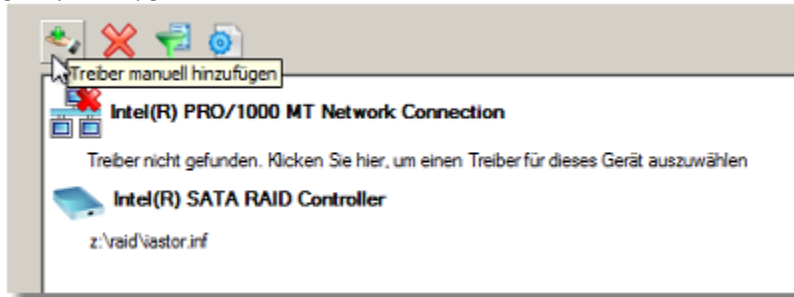 Treiber manuell hinzufügen
Intel(R) PRO/1000 MT Network Connection
Treiber nicht gefunden. Klicken Sie hier, um einen Treiber für dieses Gerät auszuwählen
Intel(R) SATA RAID Controller
z:\raid\iastor.inf